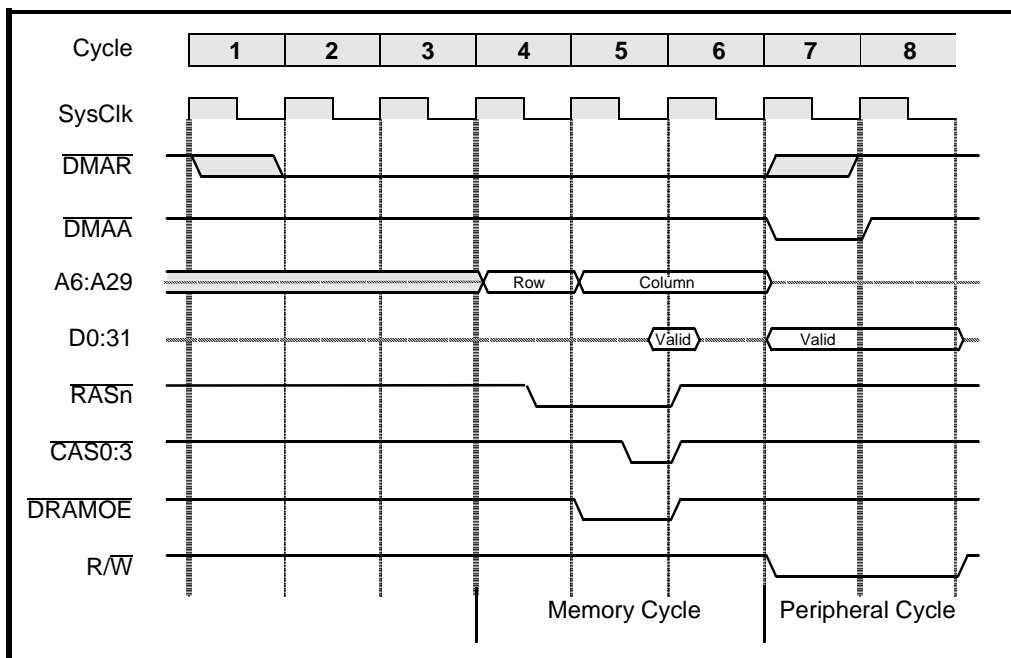 Cycle 1 2 3 4 5 6 7 8
SysClk
DMAR
DMAA
A6:A29 Row Column
D0:31 Valid Valid
RASn
CAS0:3
DRAMOE
R/W
Memory Cycle Peripheral Cycle